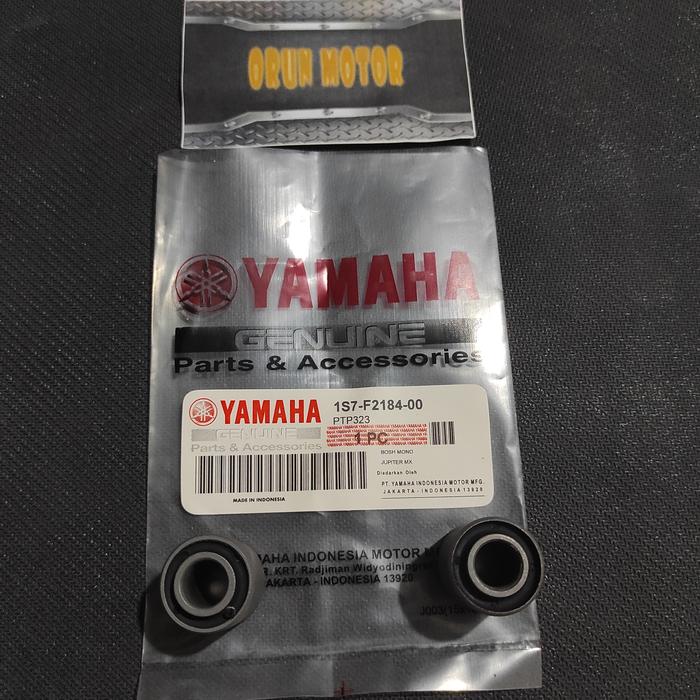 ORUN MOTOR
YAMAHA
GENUINE
Parts & Accessories
YAMAHA 1S7-F2184-00
GENUINE PTP323
Parts & Accessories 1 PC
BOSH MONO
JUPITER MX
Diedarkan Oleh
PT. YAMAHA INDONESIA MOTOR MFG.
JAKARTA - INDONESIA 13920
MADE IN INDONESIA
AHA INDONESIA MOTOR M
R. KRT. Radjiman Widyodiningra
AKARTA - INDONESIA 13920